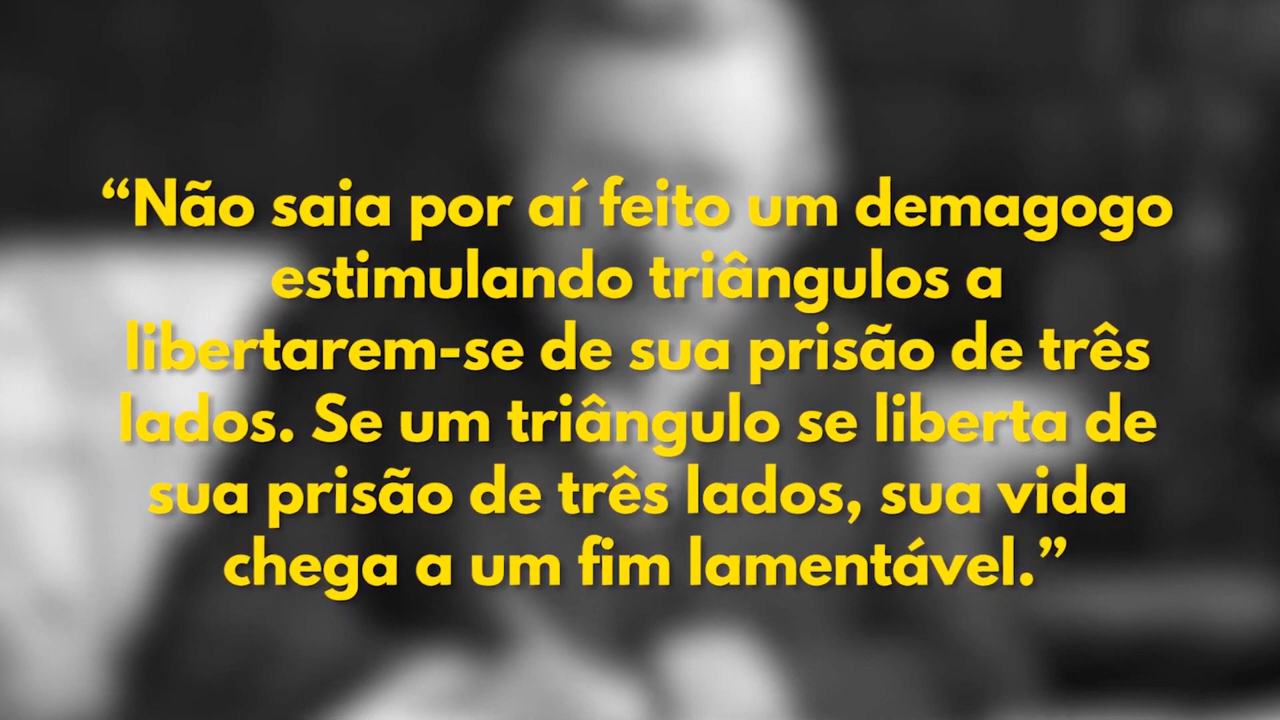 “Não saia por aí feito um demagogo
estimulando triângulos a
libertarem-se de sua prisão de três
lados. Se um triângulo se liberta de
sua prisão de três lados, sua vida
chega a um fim lamentável.”